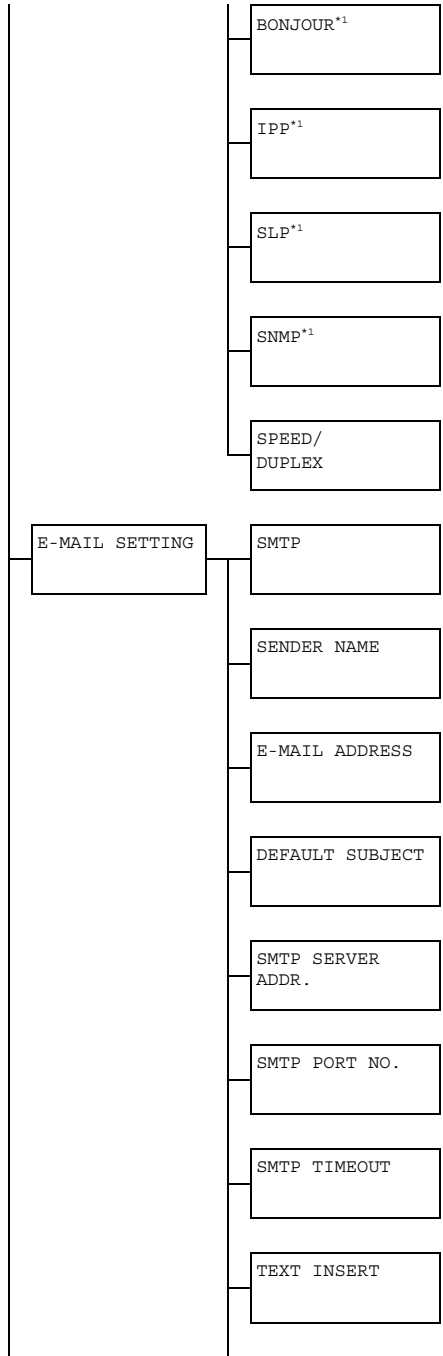 BONJOUR*1
IPP*1
SLP*1
SNMP*1
SPEED/
DUPLEX
E-MAIL SETTING
SMTP
SENDER NAME
E-MAIL ADDRESS
DEFAULT SUBJECT
SMTP SERVER
ADDR.
SMTP PORT NO.
SMTP TIMEOUT
TEXT INSERT